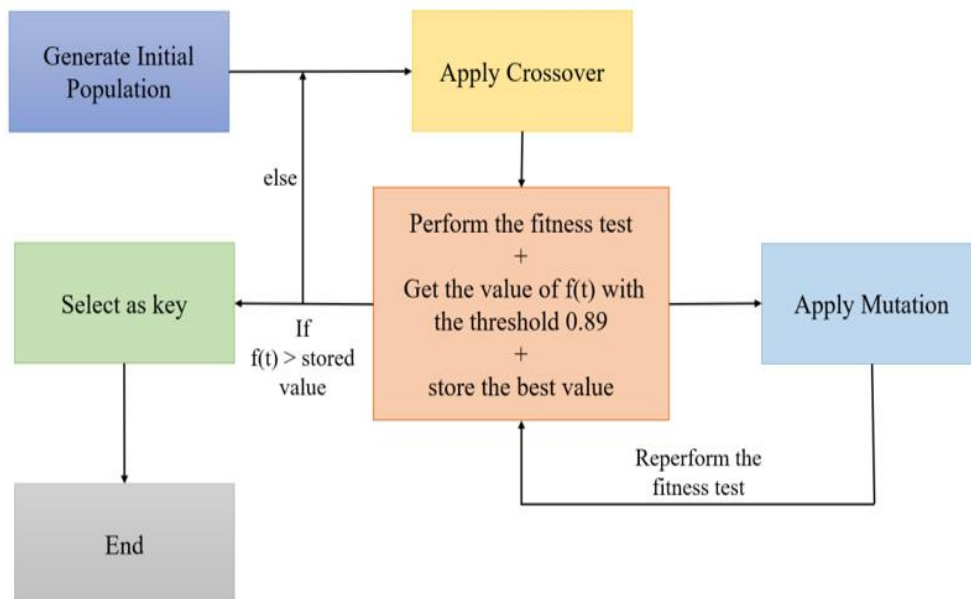 Generate Initial
Population
Apply Crossover
else
Perform the fitness test
+
Get the value of f(t) with
the threshold 0.89
+
store the best value
Select as key
If
f(t) > stored
value
Apply Mutation
Reperform the
fitness test
End